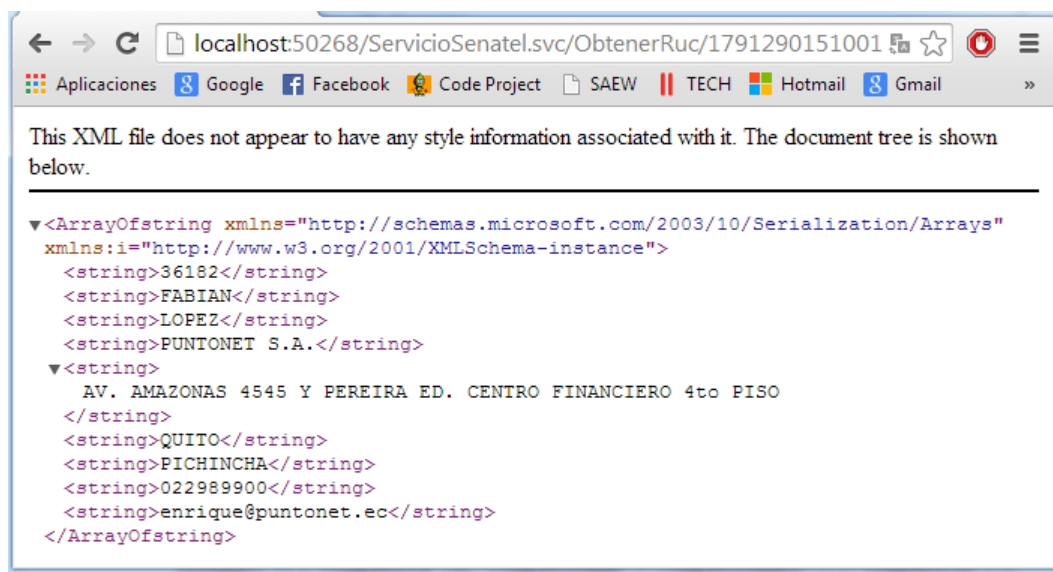 localhost:50268/ServicioSenatel.svc/ObtenerRuc/1791290151001
Aplicaciones Google Facebook Code Project SAEW TECH Hotmail Gmail »
This XML file does not appear to have any style information associated with it. The document tree is shown
below.
▼<ArrayOfstring xmlns="http://schemas.microsoft.com/2003/10/Serialization/Arrays"
xmlns:i="http://www.w3.org/2001/XMLSchema-instance">
<string>36182</string>
<string>FABIAN</string>
<string>LOPEZ</string>
<string>PUNTONET S.A.</string>
▼<string>
AV. AMAZONAS 4545 Y PEREIRA ED. CENTRO FINANCIERO 4to PISO
</string>
<string>QUITO</string>
<string>PICHINCHA</string>
<string>022989900</string>
<string>enrique@puntonet.ec</string>
</ArrayOfstring>